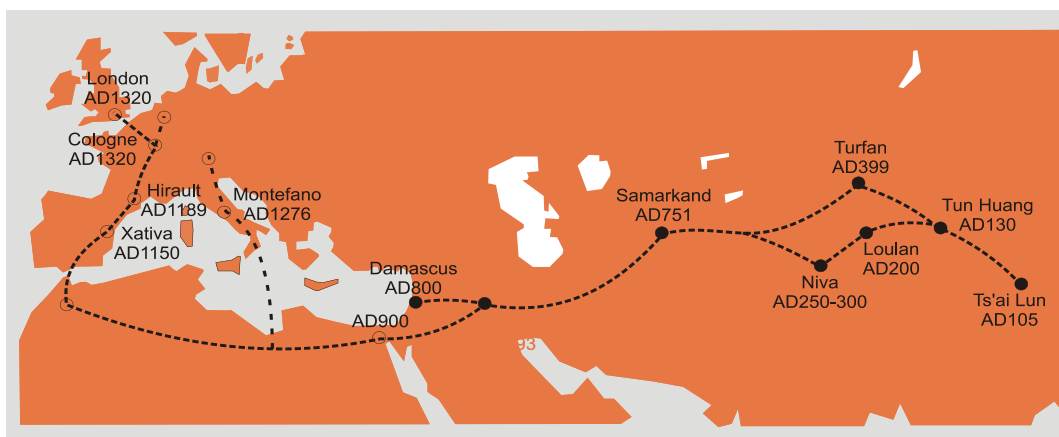 London
AD1320
Cologne
AD1320
Hirault
AD1189
Xativa
AD1150
Montefano
AD1276
Damascus
AD800
AD900
93
Samarkand
AD751
Turfan
AD399
Tun Huang
AD130
Loulan
AD200
Niva
AD250-300
Ts'ai Lun
AD105